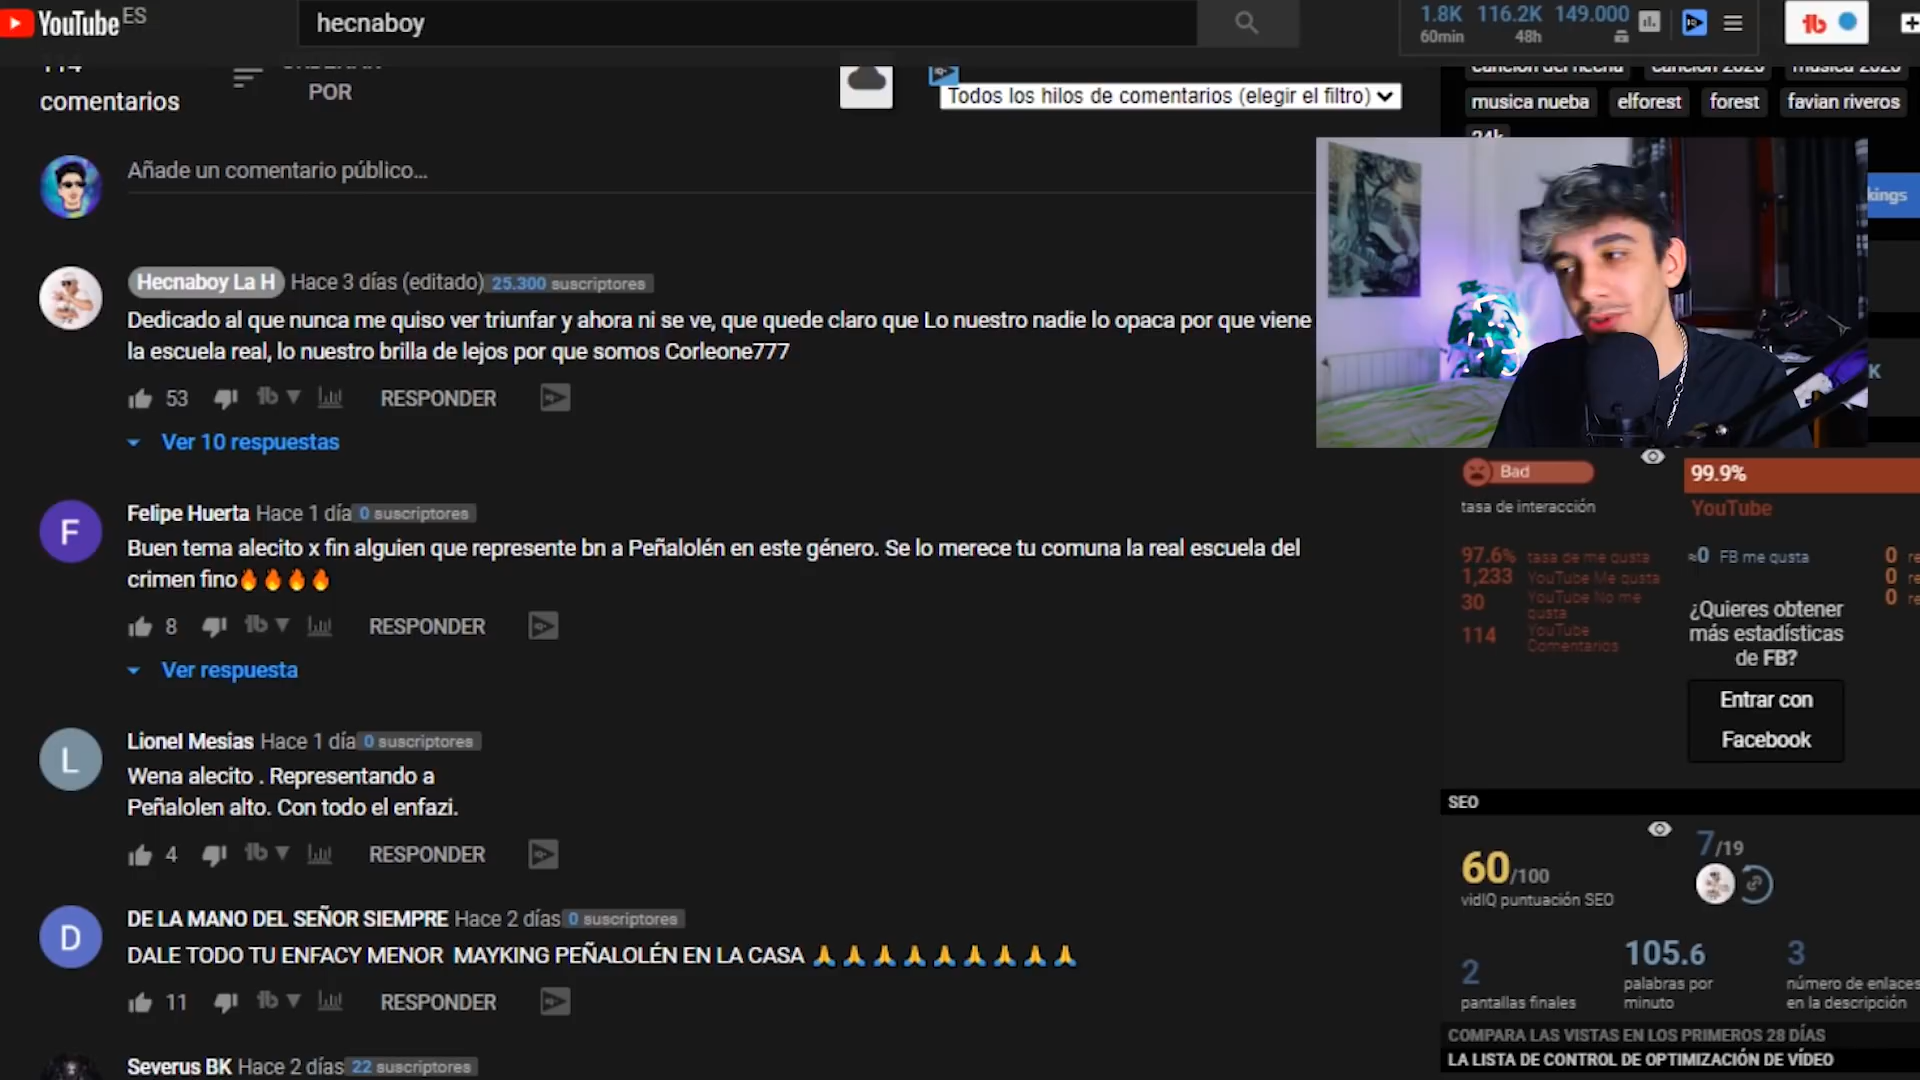 YouTube ES
hecnaboy
1.8K 116.2K 149.000
60min 48h
comentarios
POR
Todos los hilos de comentarios (elegir el filtro)
cancion del hecha cancion 2020 musica 2020
musica nueba elforest forest favian riveros
24k
Añade un comentario público...
kings
Hecnaboy La H Hace 3 días (editado) 25.300 suscriptores
Dedicado al que nunca me quiso ver triunfar y ahora ni se ve, que quede claro que Lo nuestro nadie lo opaca por que viene
la escuela real, lo nuestro brilla de lejos por que somos Corleone777
53 RESPONDER
Ver 10 respuestas
K
Bad
tasa de interacción
99.9%
YouTube
97.6% tasa de me gusta
1,233 YouTube Me gusta
30 YouTube No me
gusta
114 YouTube
Comentarios
≈0 FB me gusta
0 re
0 re
0 re
¿Quieres obtener
más estadísticas
de FB?
Entrar con
Facebook
Felipe Huerta Hace 1 día 0 suscriptores
F
Buen tema alecito x fin alguien que represente bn a Peñalolén en este género. Se lo merece tu comuna la real escuela del
crimen fino🔥🔥🔥🔥
8 RESPONDER
Ver respuesta
Lionel Mesias Hace 1 día 0 suscriptores
L
Wena alecito . Representando a
Peñalolen alto. Con todo el enfazi.
4 RESPONDER
DE LA MANO DEL SEÑOR SIEMPRE Hace 2 días 0 suscriptores
D
DALE TODO TU ENFACY MENOR MAYKING PEÑALOLÉN EN LA CASA 🙏🙏🙏🙏🙏🙏🙏🙏🙏
11 RESPONDER
Severus BK Hace 2 días 22 suscriptores
SEO
60/100
vidIQ puntuación SEO
7/19
2
pantallas finales
105.6
palabras por
minuto
3
número de enlaces
en la descripción
COMPARA LAS VISTAS EN LOS PRIMEROS 28 DÍAS
LA LISTA DE CONTROL DE OPTIMIZACIÓN DE VÍDEO